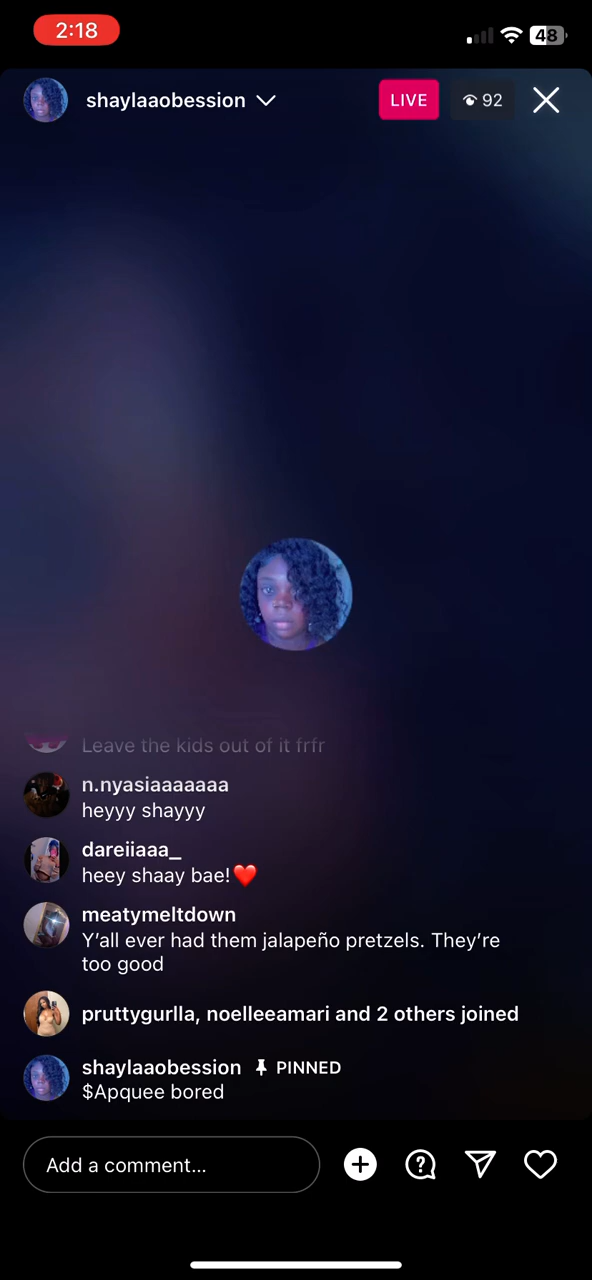 2:18
48
shaylaaobession
LIVE
92
Leave the kids out of it frfr
n.nyasiaaaaaaa
heyyy shayyy
dareiiaaa_
heey shaay bae!❤️
meatymeltdown
Y'all ever had them jalapeño pretzels. They're
too good
pruttygurlla, noelleeamari and 2 others joined
shaylaaobession PINNED
$Apquee bored
Add a comment...